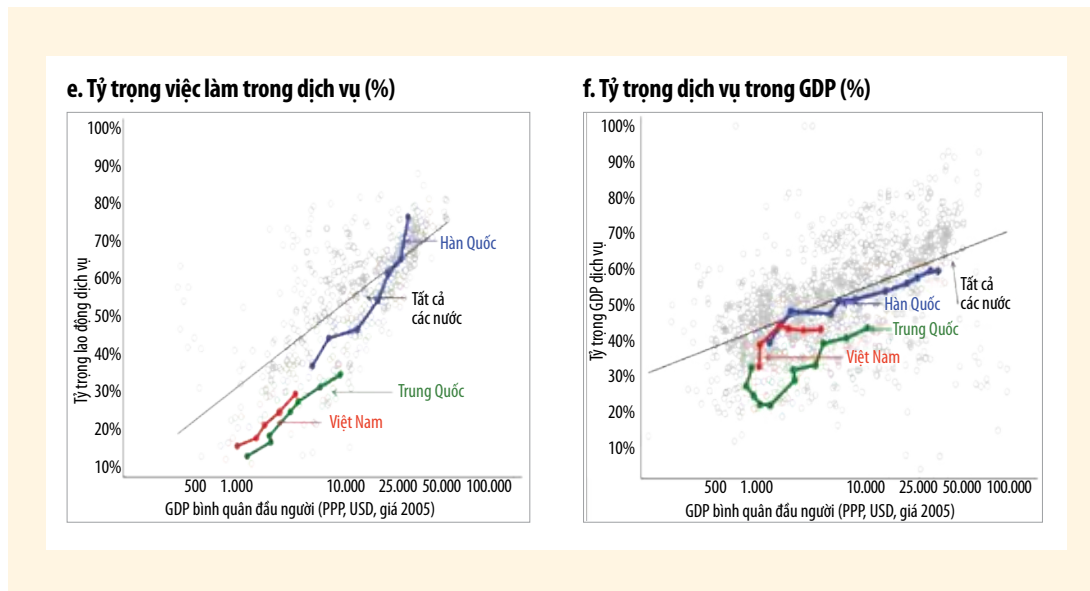 e. Tỷ trọng việc làm trong dịch vụ (%)
100%
90%
80%
70%
60%
50%
40%
30%
20%
10%
Tỷ trọng lao động dịch vụ
Hàn Quốc
Tất cả
các nước
Trung Quốc
Việt Nam
500 1.000 10.000 25.000 50.000 100.000
GDP bình quân đầu người (PPP, USD, giá 2005)
f. Tỷ trọng dịch vụ trong GDP (%)
100%
90%
80%
70%
60%
50%
40%
30%
20%
10%
Tỷ trong GDP dich vụ
Tất cả
các nước
Hàn Quốc
Trung Quốc
Việt Nam
500 1.000 10.000 25.000 50.000 100.000
GDP bình quân đầu người (PPP, USD, giá 2005)